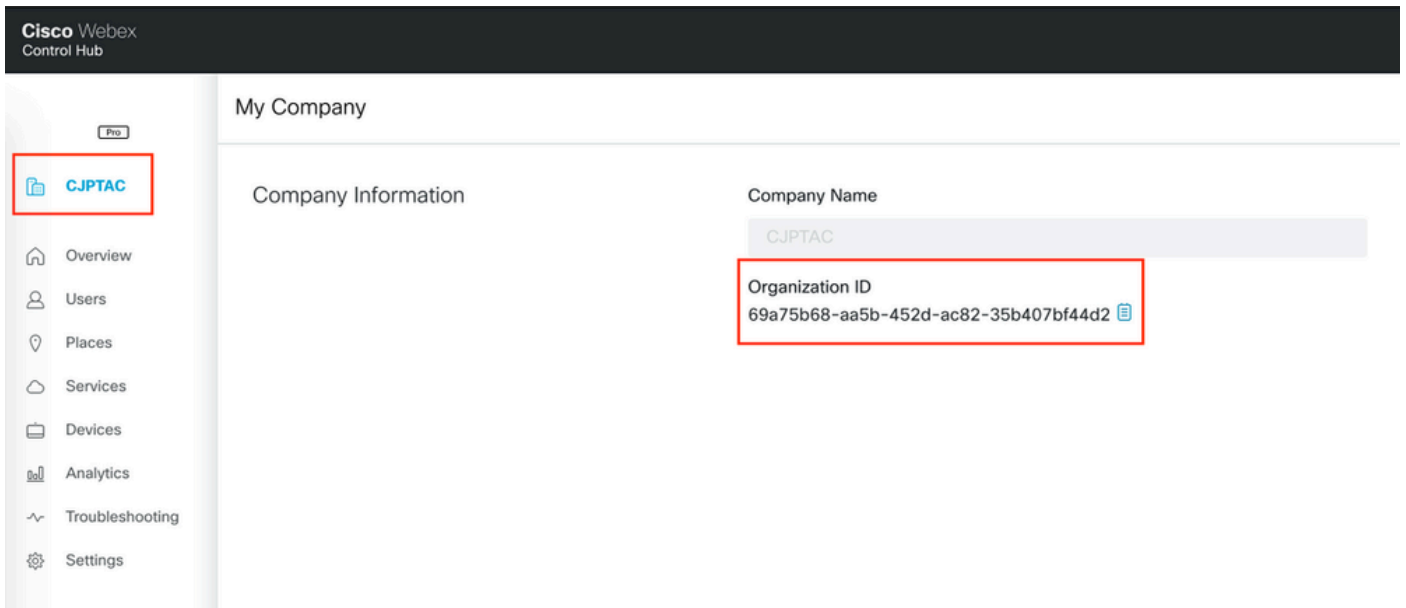 Cisco Webex
Control Hub
Pro
CJPTAC
Overview
Users
Places
Services
Devices
Analytics
Troubleshooting
Settings
My Company
Company Information
Company Name
CJPTAC
Organization ID
69a75b68-aa5b-452d-ac82-35b407bf44d2